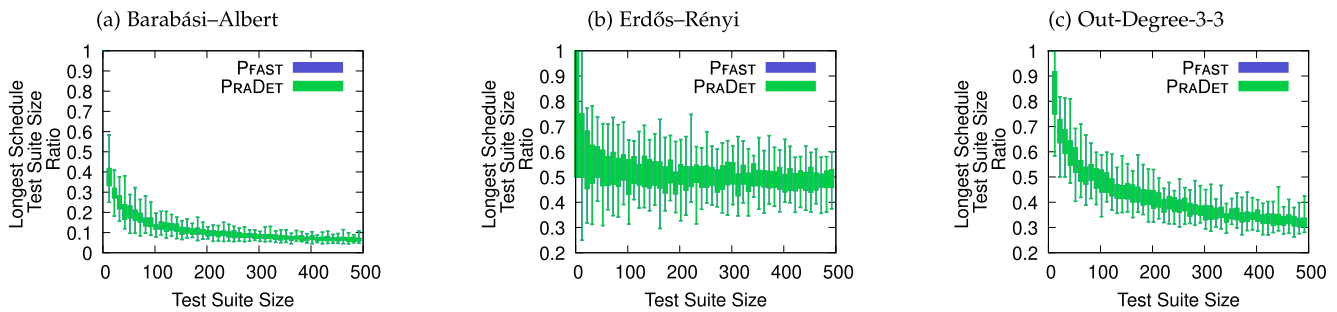 (a) Barabási–Albert
Longest Schedule
Test Suite Size
Ratio
1
0.9
0.8
0.7
0.6
0.5
0.4
0.3
0.2
0.1
0
PFAST
PRADET
0 100 200 300 400 500
Test Suite Size
(b) Erdős–Rényi
Longest Schedule
Test Suite Size
Ratio
1
0.9
0.8
0.7
0.6
0.5
0.4
0.3
0.2
PFAST
PRADET
0 100 200 300 400 500
Test Suite Size
(c) Out-Degree-3-3
Longest Schedule
Test Suite Size
Ratio
1
0.9
0.8
0.7
0.6
0.5
0.4
0.3
0.2
PFAST
PRADET
0 100 200 300 400 500
Test Suite Size